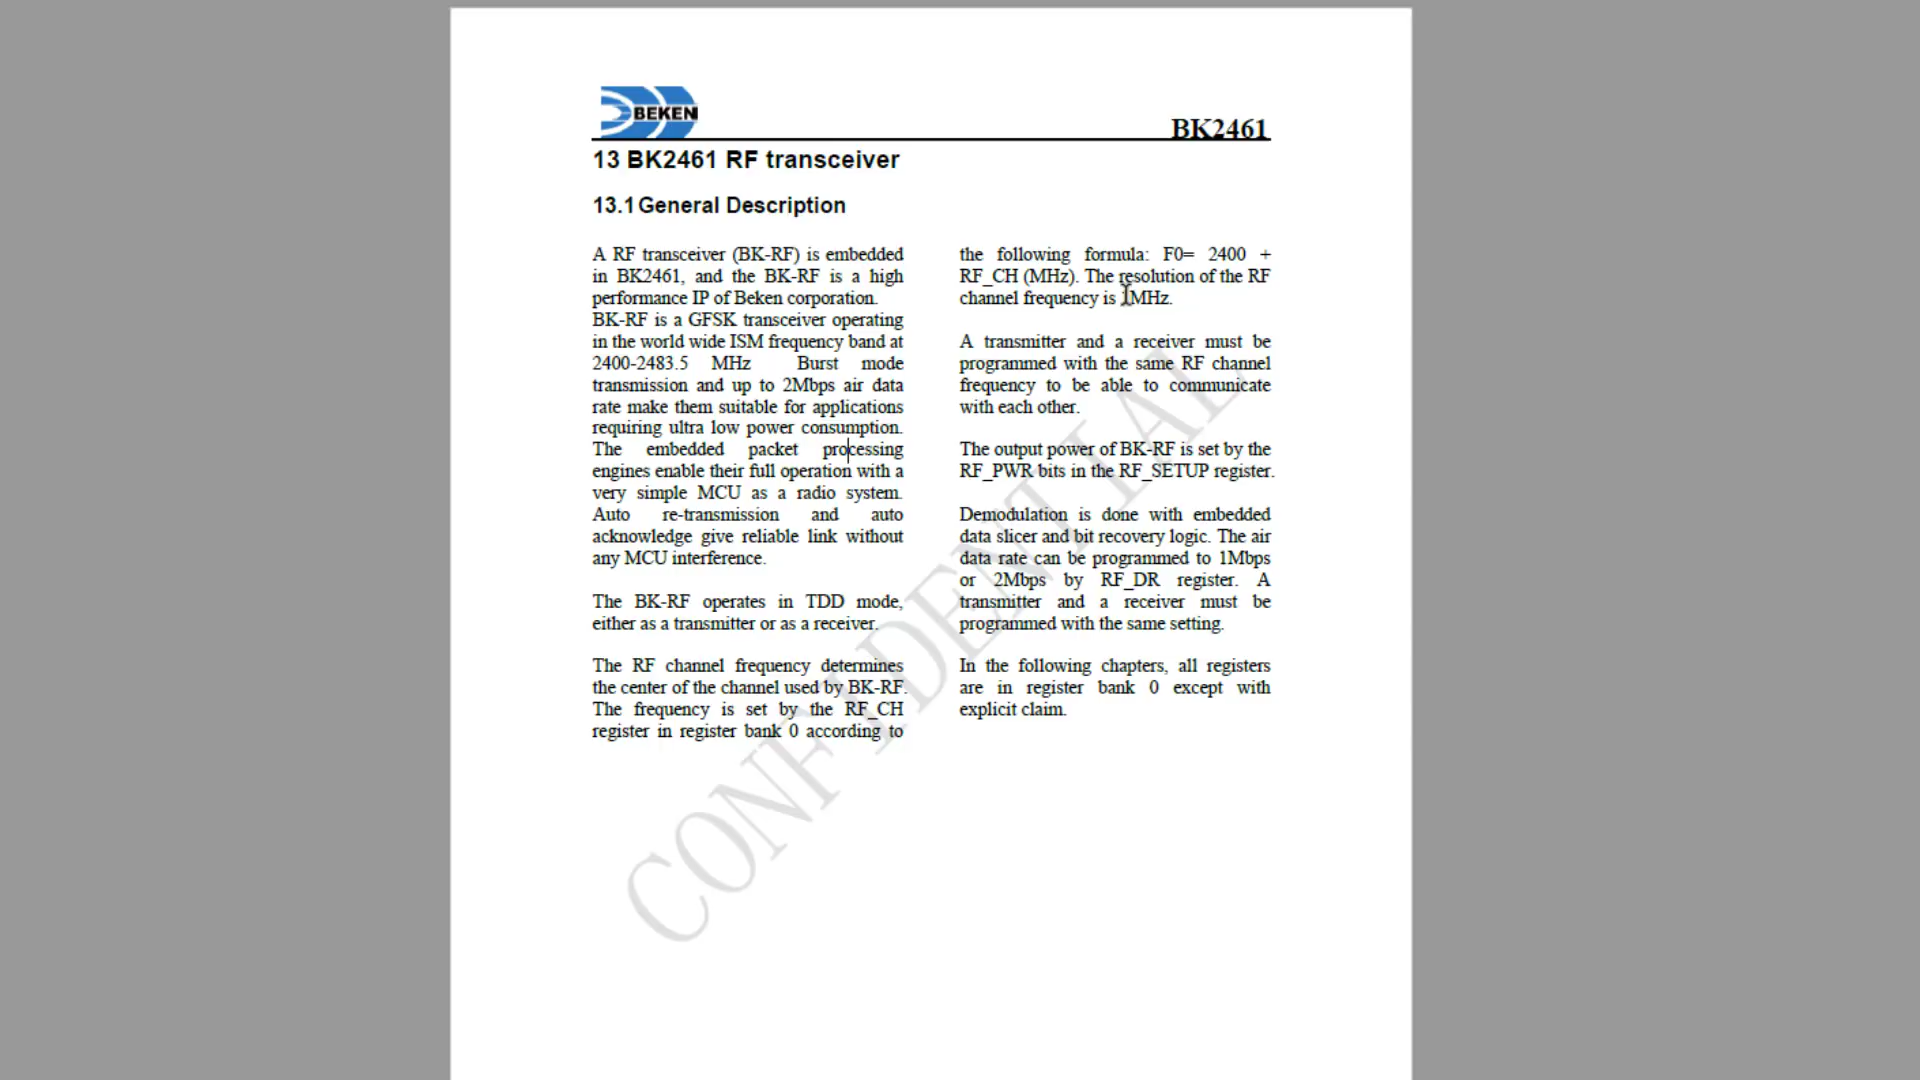 BEKEN
BK2461
13 BK2461 RF transceiver
13.1 General Description
A RF transceiver (BK-RF) is embedded
in BK2461, and the BK-RF is a high
performance IP of Beken corporation.
BK-RF is a GFSK transceiver operating
in the world wide ISM frequency band at
2400-2483.5 MHz Burst mode
transmission and up to 2Mbps air data
rate make them suitable for applications
requiring ultra low power consumption.
The embedded packet processing
engines enable their full operation with a
very simple MCU as a radio system.
Auto re-transmission and auto
acknowledge give reliable link without
any MCU interference.
The BK-RF operates in TDD mode,
either as a transmitter or as a receiver.
The RF channel frequency determines
the center of the channel used by BK-RF.
The frequency is set by the RF_CH
register in register bank 0 according to
the following formula: F0= 2400 +
RF_CH (MHz). The resolution of the RF
channel frequency is 1MHz.
A transmitter and a receiver must be
programmed with the same RF channel
frequency to be able to communicate
with each other.
The output power of BK-RF is set by the
RF_PWR bits in the RF_SETUP register.
Demodulation is done with embedded
data slicer and bit recovery logic. The air
data rate can be programmed to 1Mbps
or 2Mbps by RF_DR register. A
transmitter and a receiver must be
programmed with the same setting.
In the following chapters, all registers
are in register bank 0 except with
explicit claim.
CONFIDENTIAL